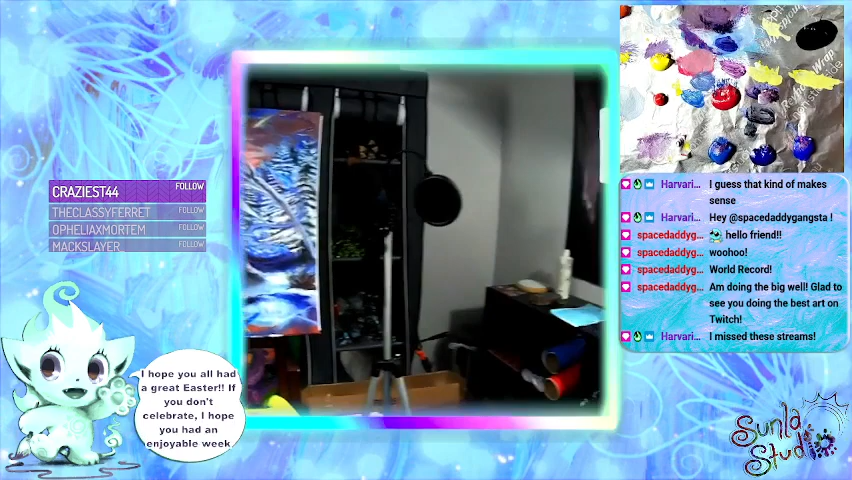 CRAZIEST44 FOLLOW
THECLASSYFERRET FOLLOW
OPHELIAXMORTEM FOLLOW
MACKSLAYER_ FOLLOW
I hope you all had
a great Easter!! If
you don't
celebrate, I hope
you had an
enjoyable week
Harvari... I guess that kind of makes
sense
Harvari... Hey @spacedaddygangsta !
spacedaddyg... hello friend!!
spacedaddyg... woohoo!
spacedaddyg... World Record!
spacedaddyg... Am doing the big well! Glad to
see you doing the best art on
Twitch!
Harvari... I missed these streams!
Sunla
Studio